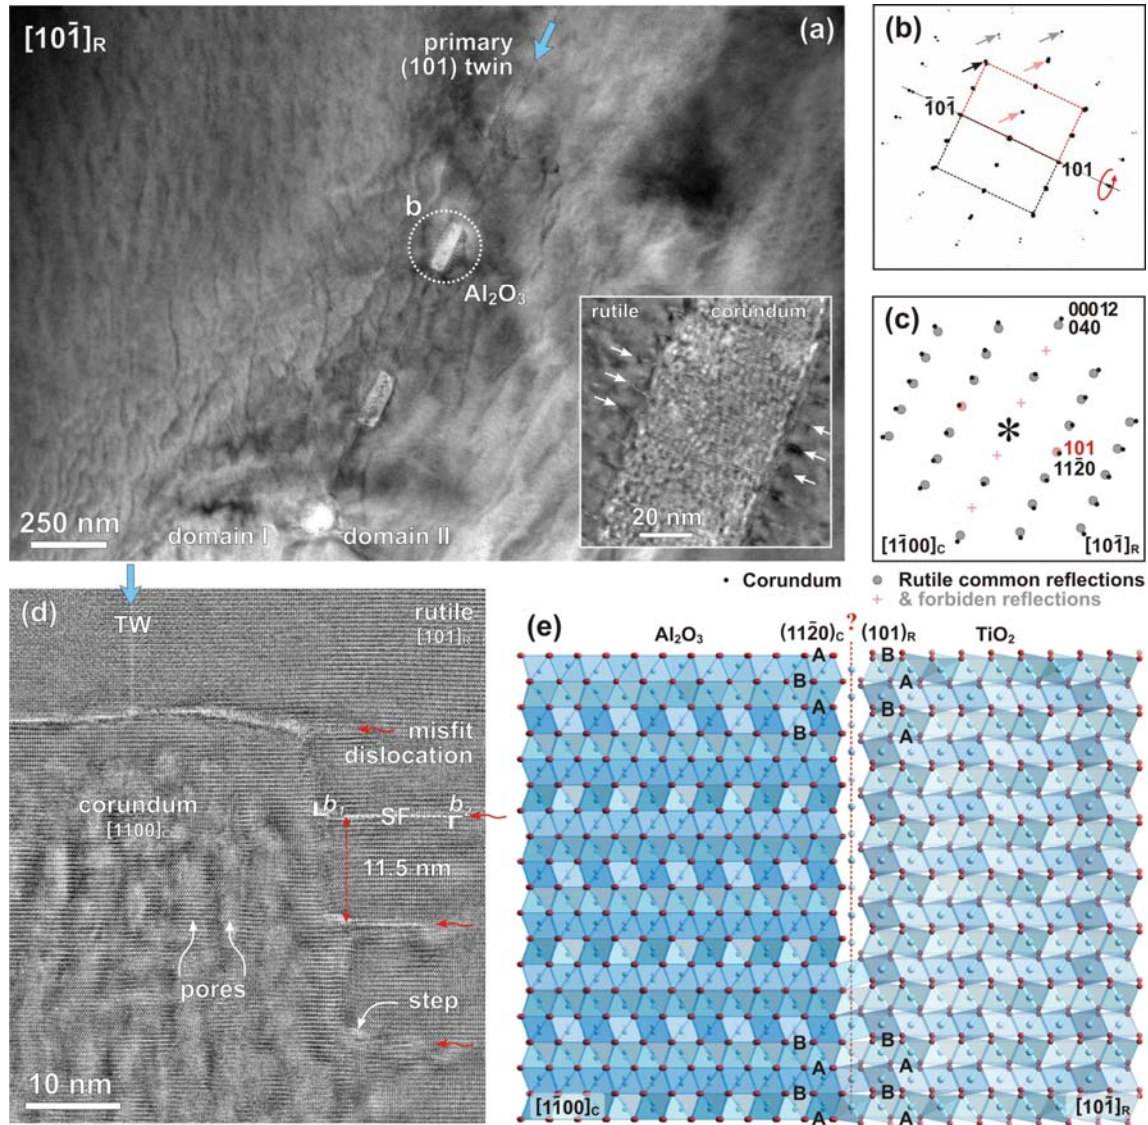 [101̄]R
primary
(101) twin
(a)
b
Al₂O₃
rutile
corundum
20 nm
250 nm
domain I
domain II
(b)
1̄01̄
101
(c)
00012
040
101
112̄0
[11̄00]C
[101̄]R
• Corundum
Rutile common reflections
+ & forbiden reflections
(d)
TW
rutile
[101]R
misfit
dislocation
corundum
[1100]C
b₁
SF
b₂
11.5 nm
pores
step
10 nm
(e)
Al₂O₃
(112̄0)C
?
(101)R
TiO₂
A
B
B
A
A
B
B
A
B
B
A
A
B
B
A
A
[11̄00]C
[101̄]R